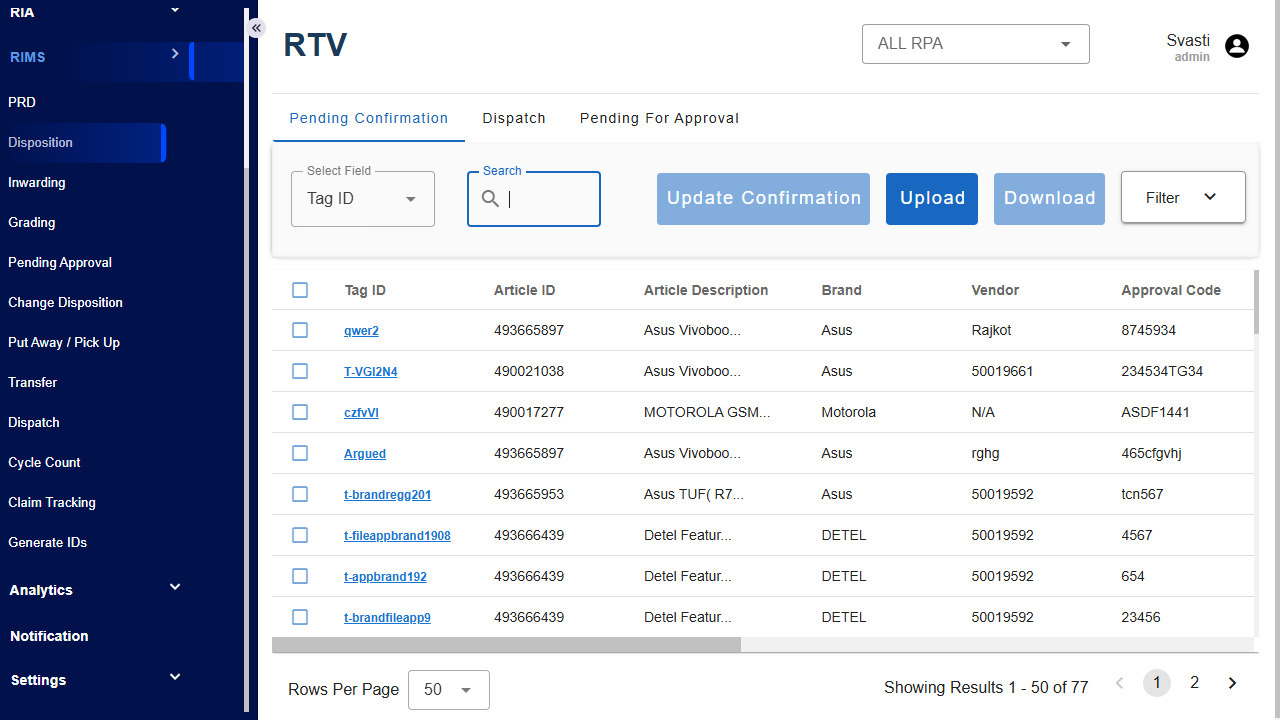 RIA
RIMS
PRD
Disposition
Inwarding
Grading
Pending Approval
Change Disposition
Put Away / Pick Up
Transfer
Dispatch
Cycle Count
Claim Tracking
Generate IDs
Analytics
Notification
Settings
RTV
ALL RPA
Svasti
admin
Pending Confirmation Dispatch Pending For Approval
Select Field
Tag ID
Search
Update Confirmation Upload Download Filter
Tag ID Article ID Article Description Brand Vendor Approval Code
qwer2 493665897 Asus Vivoboo... Asus Rajkot 8745934
T-VGI2N4 490021038 Asus Vivoboo... Asus 50019661 234534TG34
czfvVI 490017277 MOTOROLA GSM... Motorola N/A ASDF1441
Argued 493665897 Asus Vivoboo... Asus rghg 465cfgvhj
t-brandregg201 493665953 Asus TUF( R7... Asus 50019592 tcn567
t-fileappbrand1908 493666439 Detel Featur... DETEL 50019592 4567
t-appbrand192 493666439 Detel Featur... DETEL 50019592 654
t-brandfileapp9 493666439 Detel Featur... DETEL 50019592 23456
Rows Per Page 50 Showing Results 1 - 50 of 77 1 2